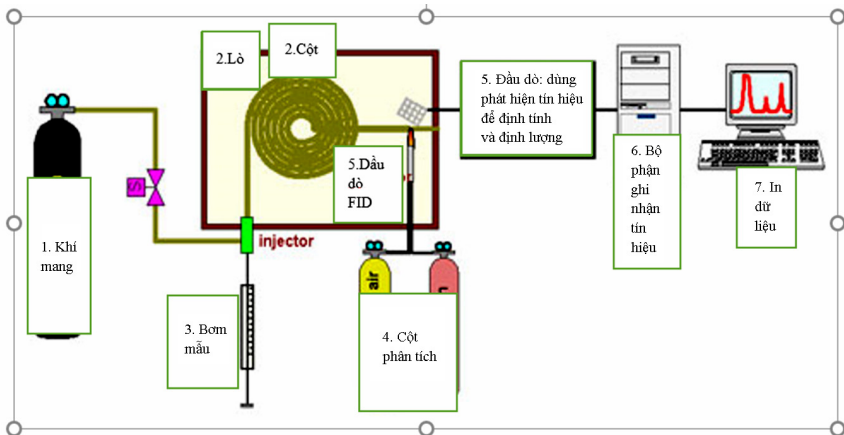 2.Lò
2.Cột
5. Đầu dò: dùng
phát hiện tín hiệu
để định tính
và định lượng
5.Dầu
dò
FID
6. Bộ
phận
ghi
nhận
tín
hiệu
7. In
dữ
liệu
1. Khí
mang
injector
3. Bơm
mẫu
air
4. Cột
phân tích